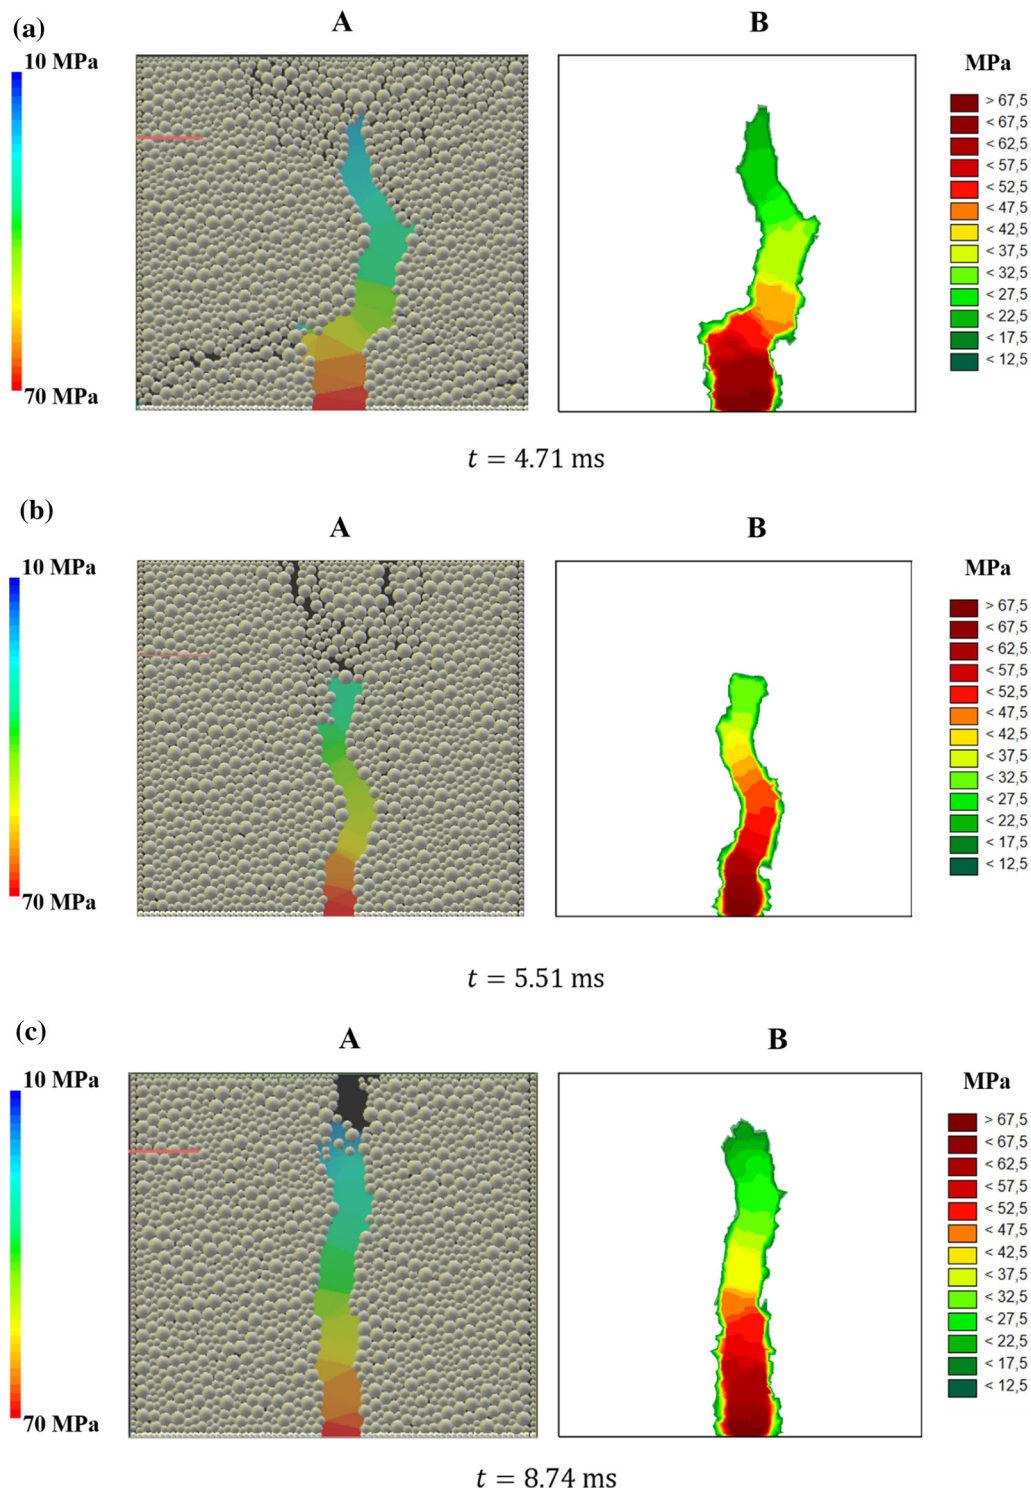 (a)
A
B
10 MPa
70 MPa
MPa
> 67,5
< 67,5
< 62,5
< 57,5
< 52,5
< 47,5
< 42,5
< 37,5
< 32,5
< 27,5
< 22,5
< 17,5
< 12,5
t = 4.71 ms
(b)
A
B
10 MPa
70 MPa
MPa
> 67,5
< 67,5
< 62,5
< 57,5
< 52,5
< 47,5
< 42,5
< 37,5
< 32,5
< 27,5
< 22,5
< 17,5
< 12,5
t = 5.51 ms
(c)
A
B
10 MPa
70 MPa
MPa
> 67,5
< 67,5
< 62,5
< 57,5
< 52,5
< 47,5
< 42,5
< 37,5
< 32,5
< 27,5
< 22,5
< 17,5
< 12,5
t = 8.74 ms